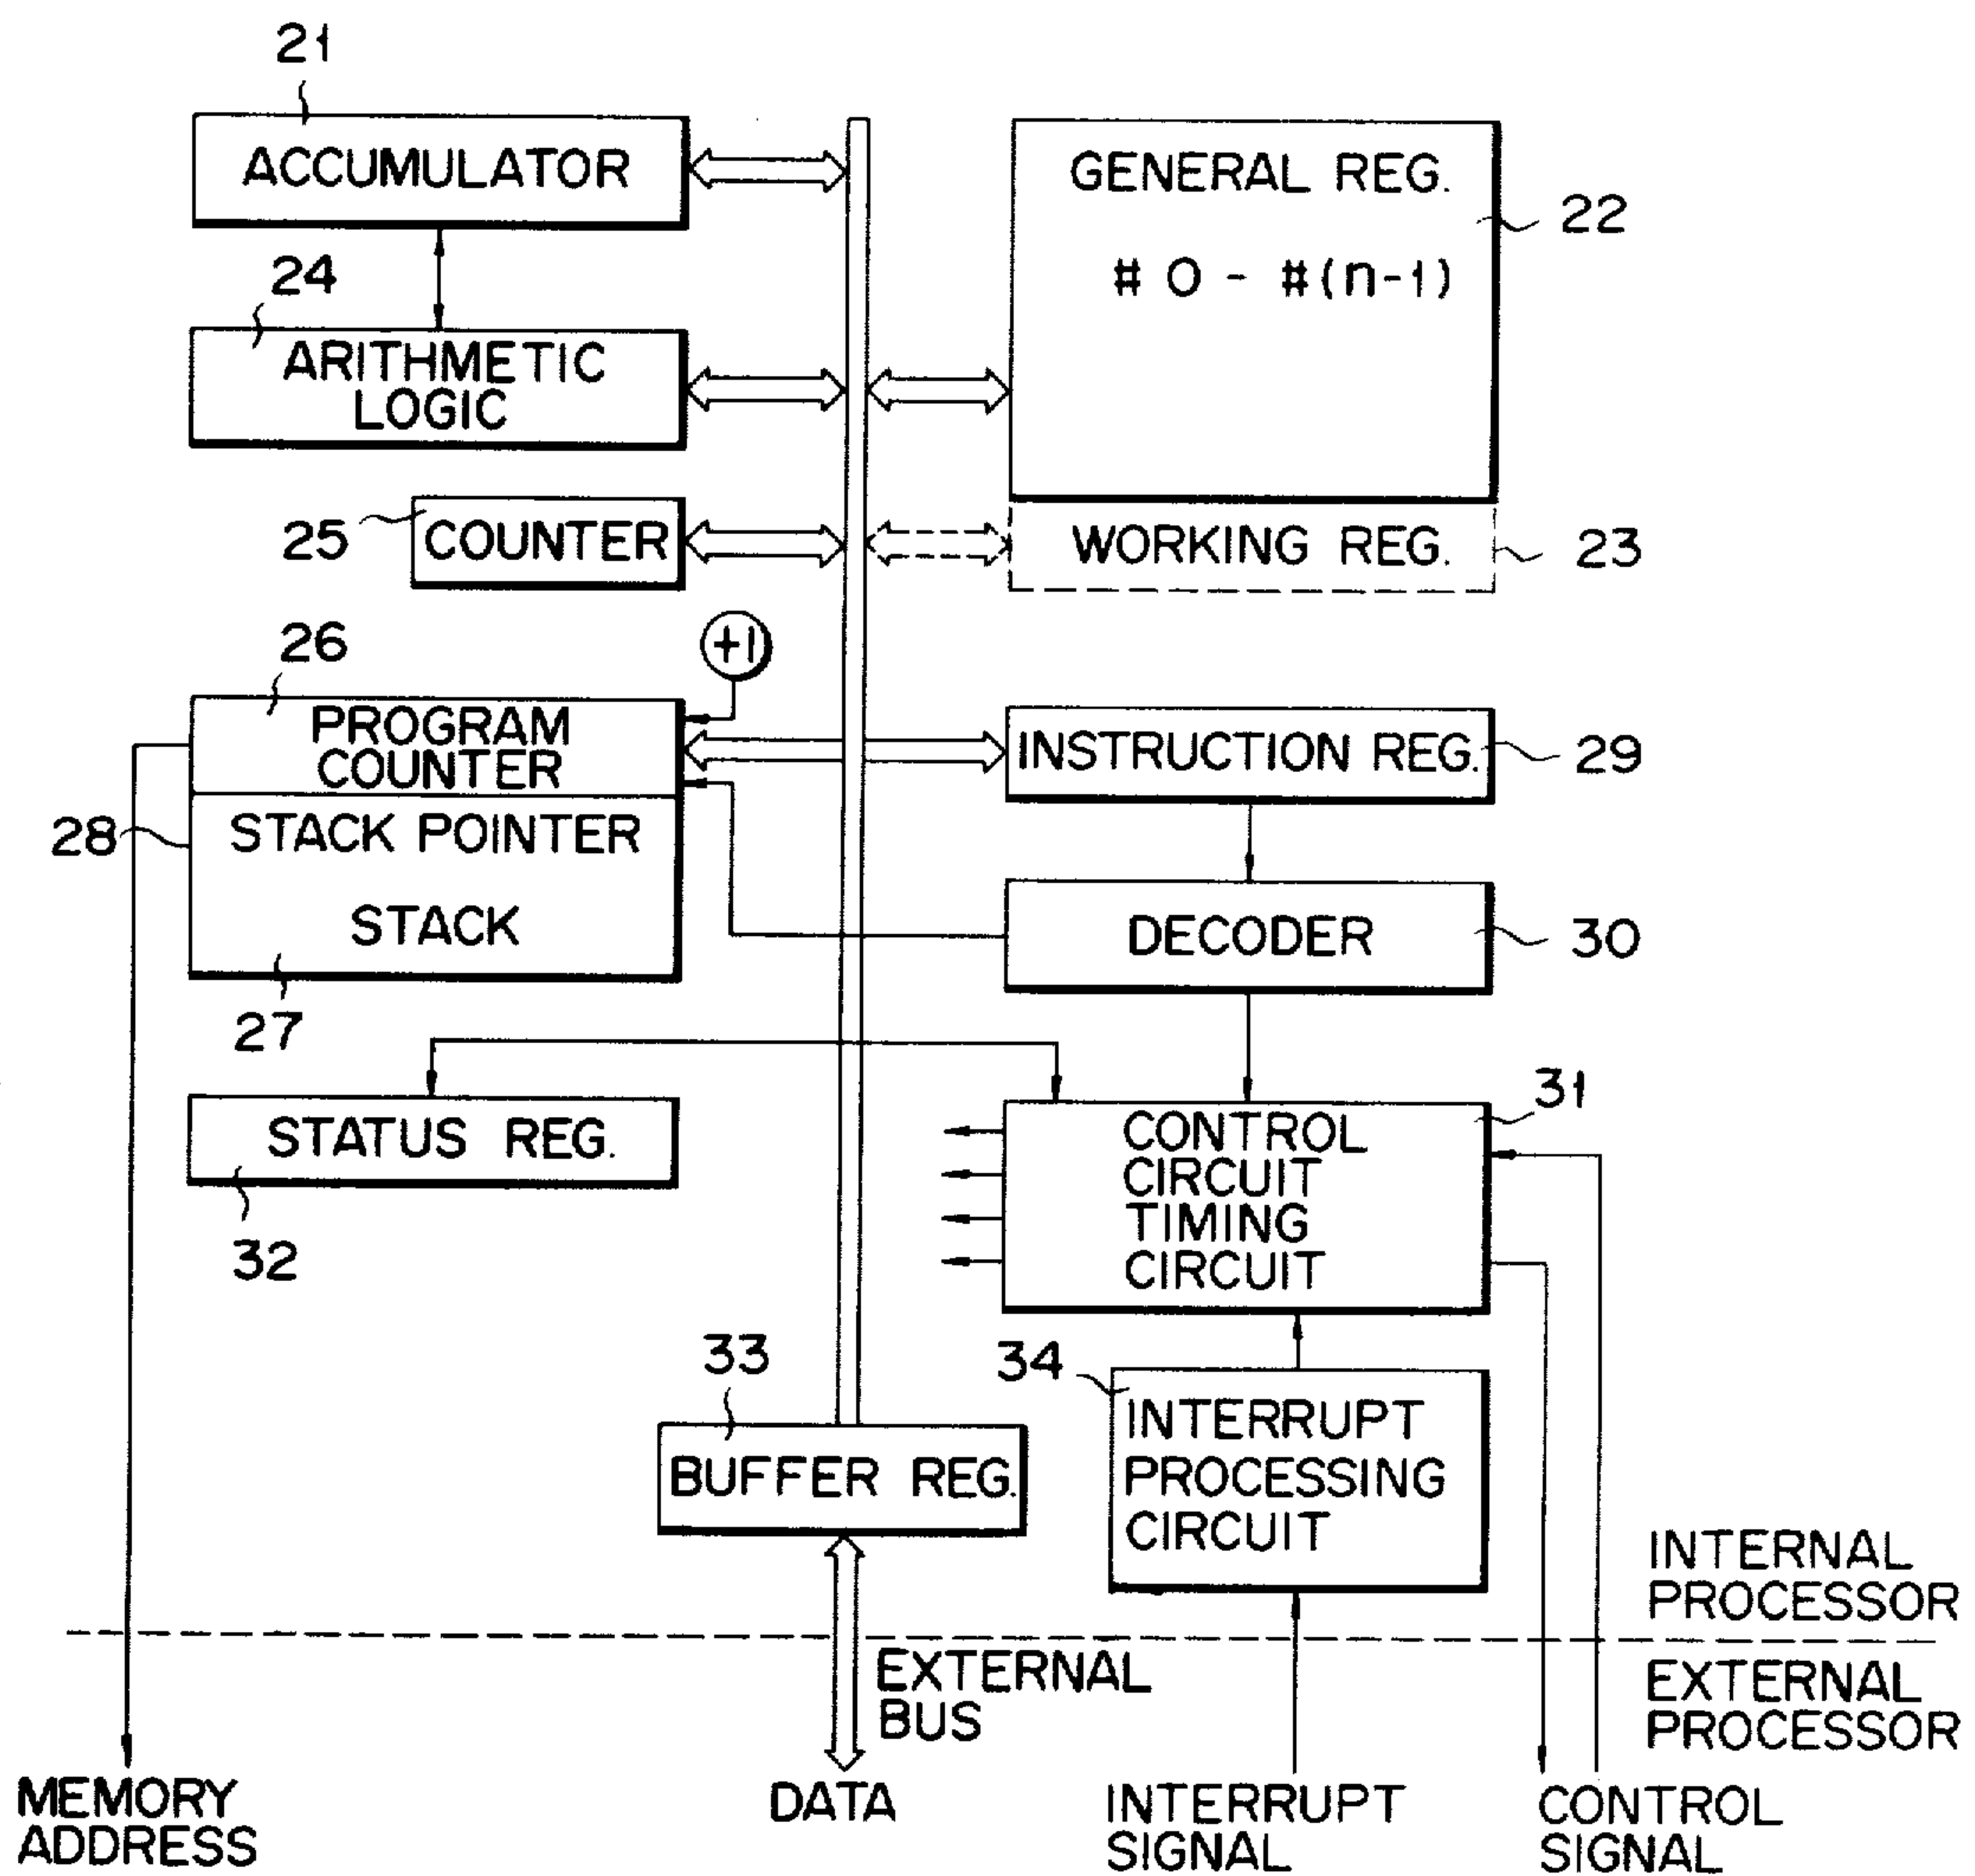 21
ACCUMULATOR
GENERAL REG.
# 0 - #(n-1)
22
24
ARITHMETIC
LOGIC
25
COUNTER
WORKING REG.
23
+1
26
PROGRAM
COUNTER
INSTRUCTION REG.
29
28
STACK POINTER
STACK
27
DECODER
30
STATUS REG.
32
31
CONTROL
CIRCUIT
TIMING
CIRCUIT
33
BUFFER REG.
34
INTERRUPT
PROCESSING
CIRCUIT
INTERNAL
PROCESSOR
EXTERNAL
PROCESSOR
EXTERNAL
BUS
MEMORY
ADDRESS
DATA
INTERRUPT
SIGNAL
CONTROL
SIGNAL